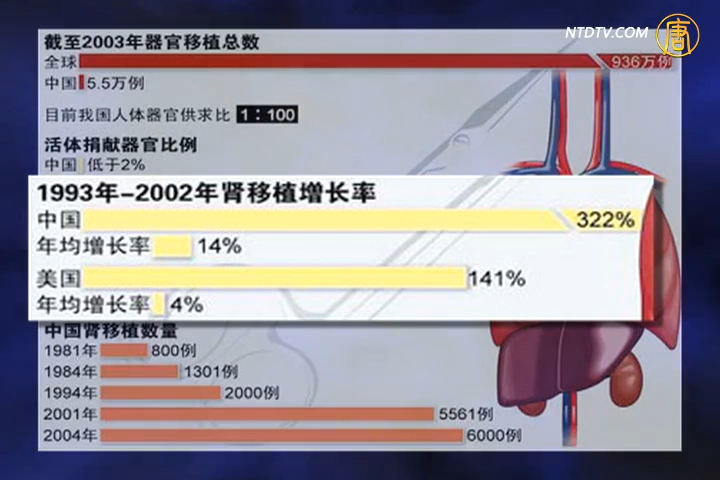 NTDTV.COM
唐
截至2003年器官移植总数
全球 936万例
中国 5.5万例
目前我国人体器官供求比 1:100
活体捐献器官比例
中国 低于2%
1993年-2002年肾移植增长率
中国 322%
年均增长率 14%
美国 141%
年均增长率 4%
中国肾移植数量
1981年 800例
1984年 1301例
1994年 2000例
2001年 5561例
2004年 6000例